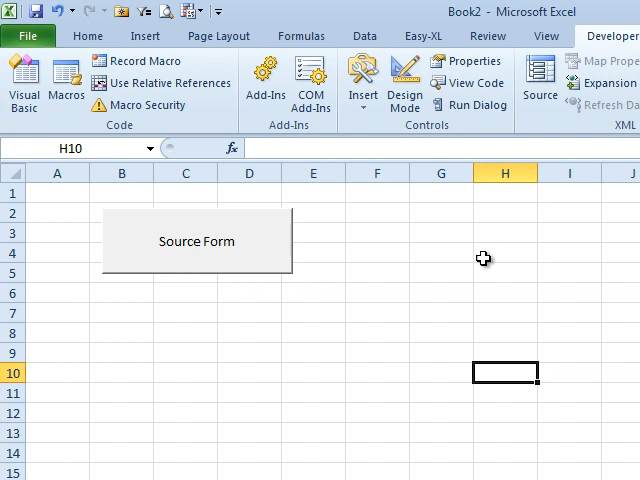 Book2 - Microsoft Excel
File Home Insert Page Layout Formulas Data Easy-XL Review View Developer
Visual Basic
Macros
Record Macro
Use Relative References
Macro Security
Code
Add-Ins
COM Add-Ins
Add-Ins
Insert
Design Mode
Properties
View Code
Run Dialog
Controls
Source
Map Prope
Expansion
Refresh Da
XML
H10 fx
A B C D E F G H I J
1
2
3
4
5
6
7
8
9
10
11
12
13
14
15
Source Form